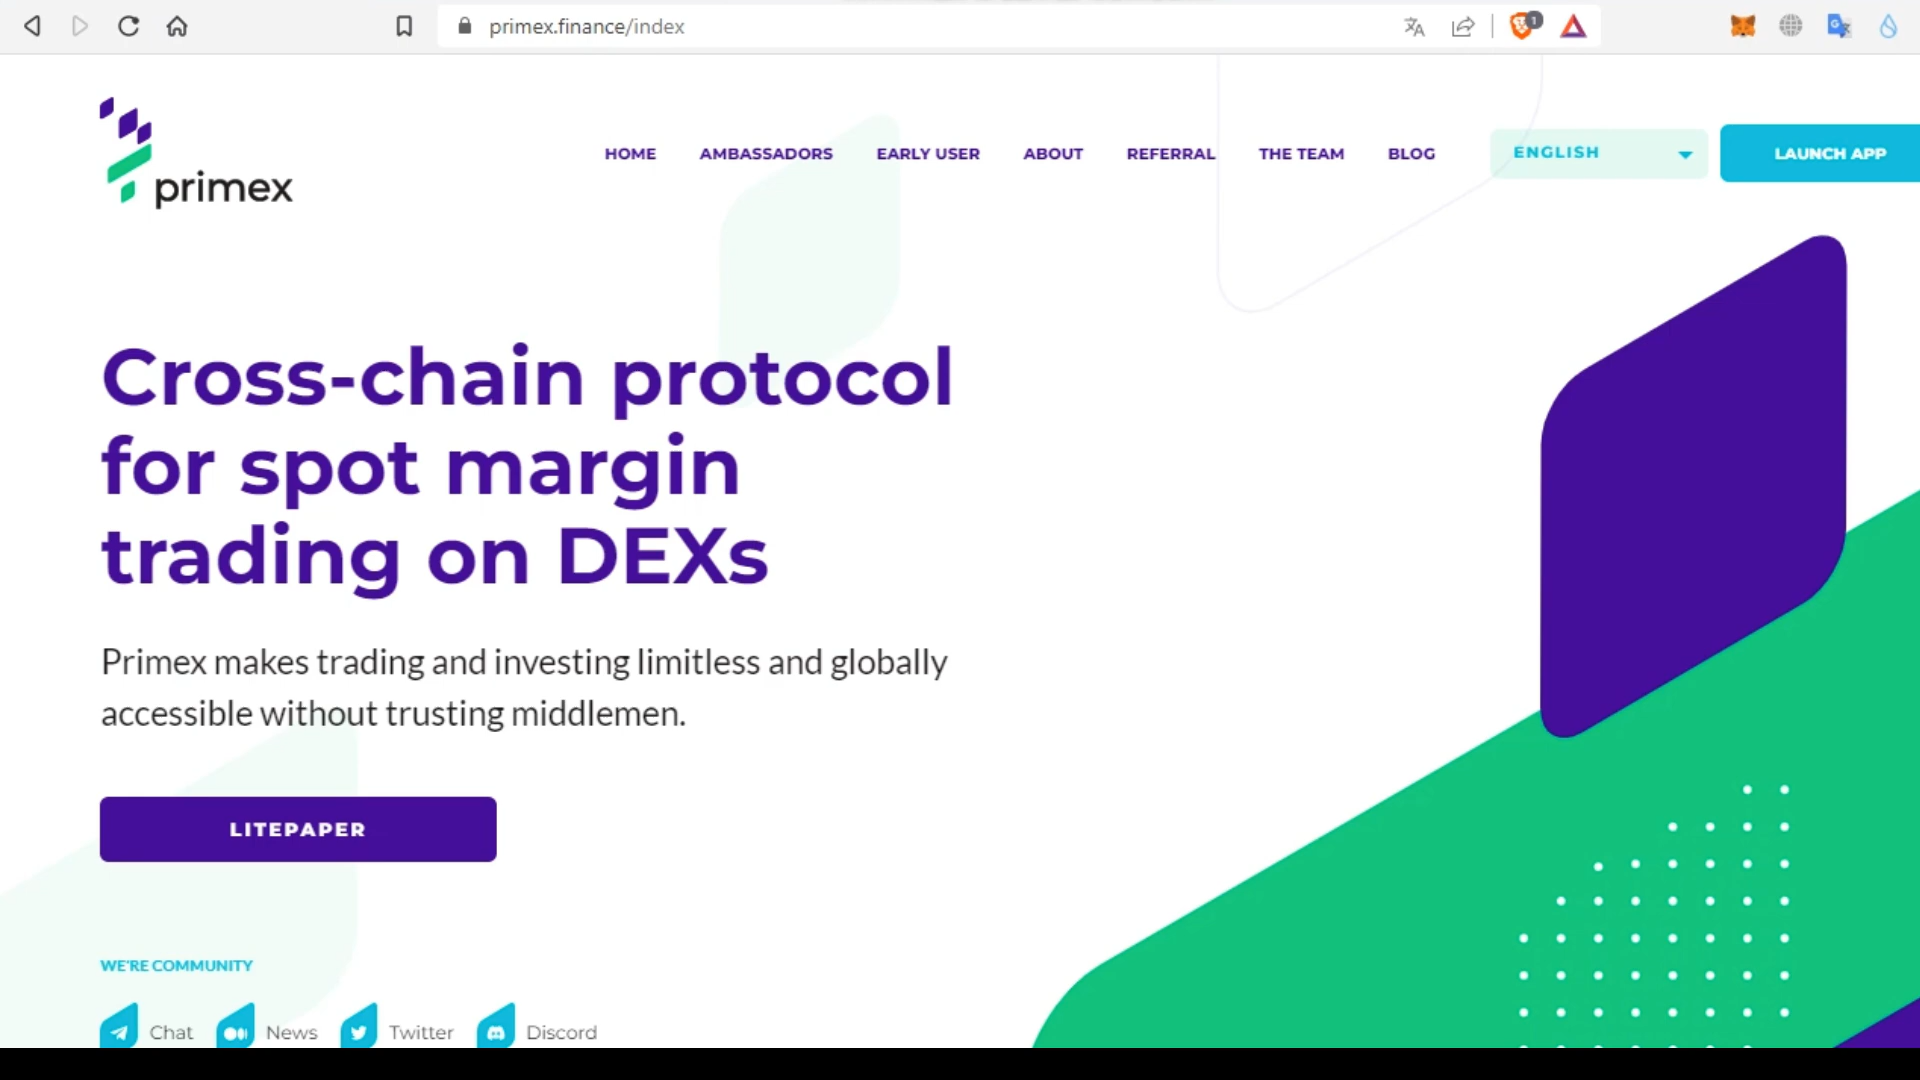 primex.finance/index
1
primex
HOME AMBASSADORS EARLY USER ABOUT REFERRAL THE TEAM BLOG ENGLISH LAUNCH APP
Cross-chain protocol
for spot margin
trading on DEXs
Primex makes trading and investing limitless and globally
accessible without trusting middlemen.
LITEPAPER
WE'RE COMMUNITY
Chat News Twitter Discord